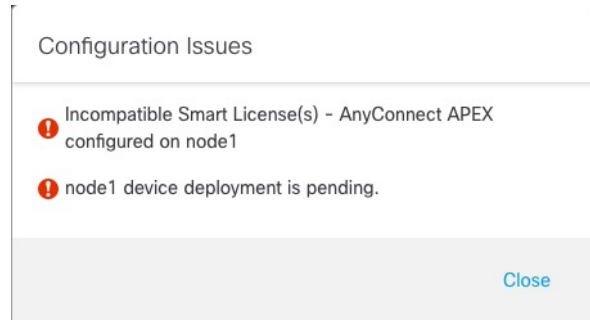 Configuration Issues
Incompatible Smart License(s) - AnyConnect APEX
configured on node1
node1 device deployment is pending.
Close